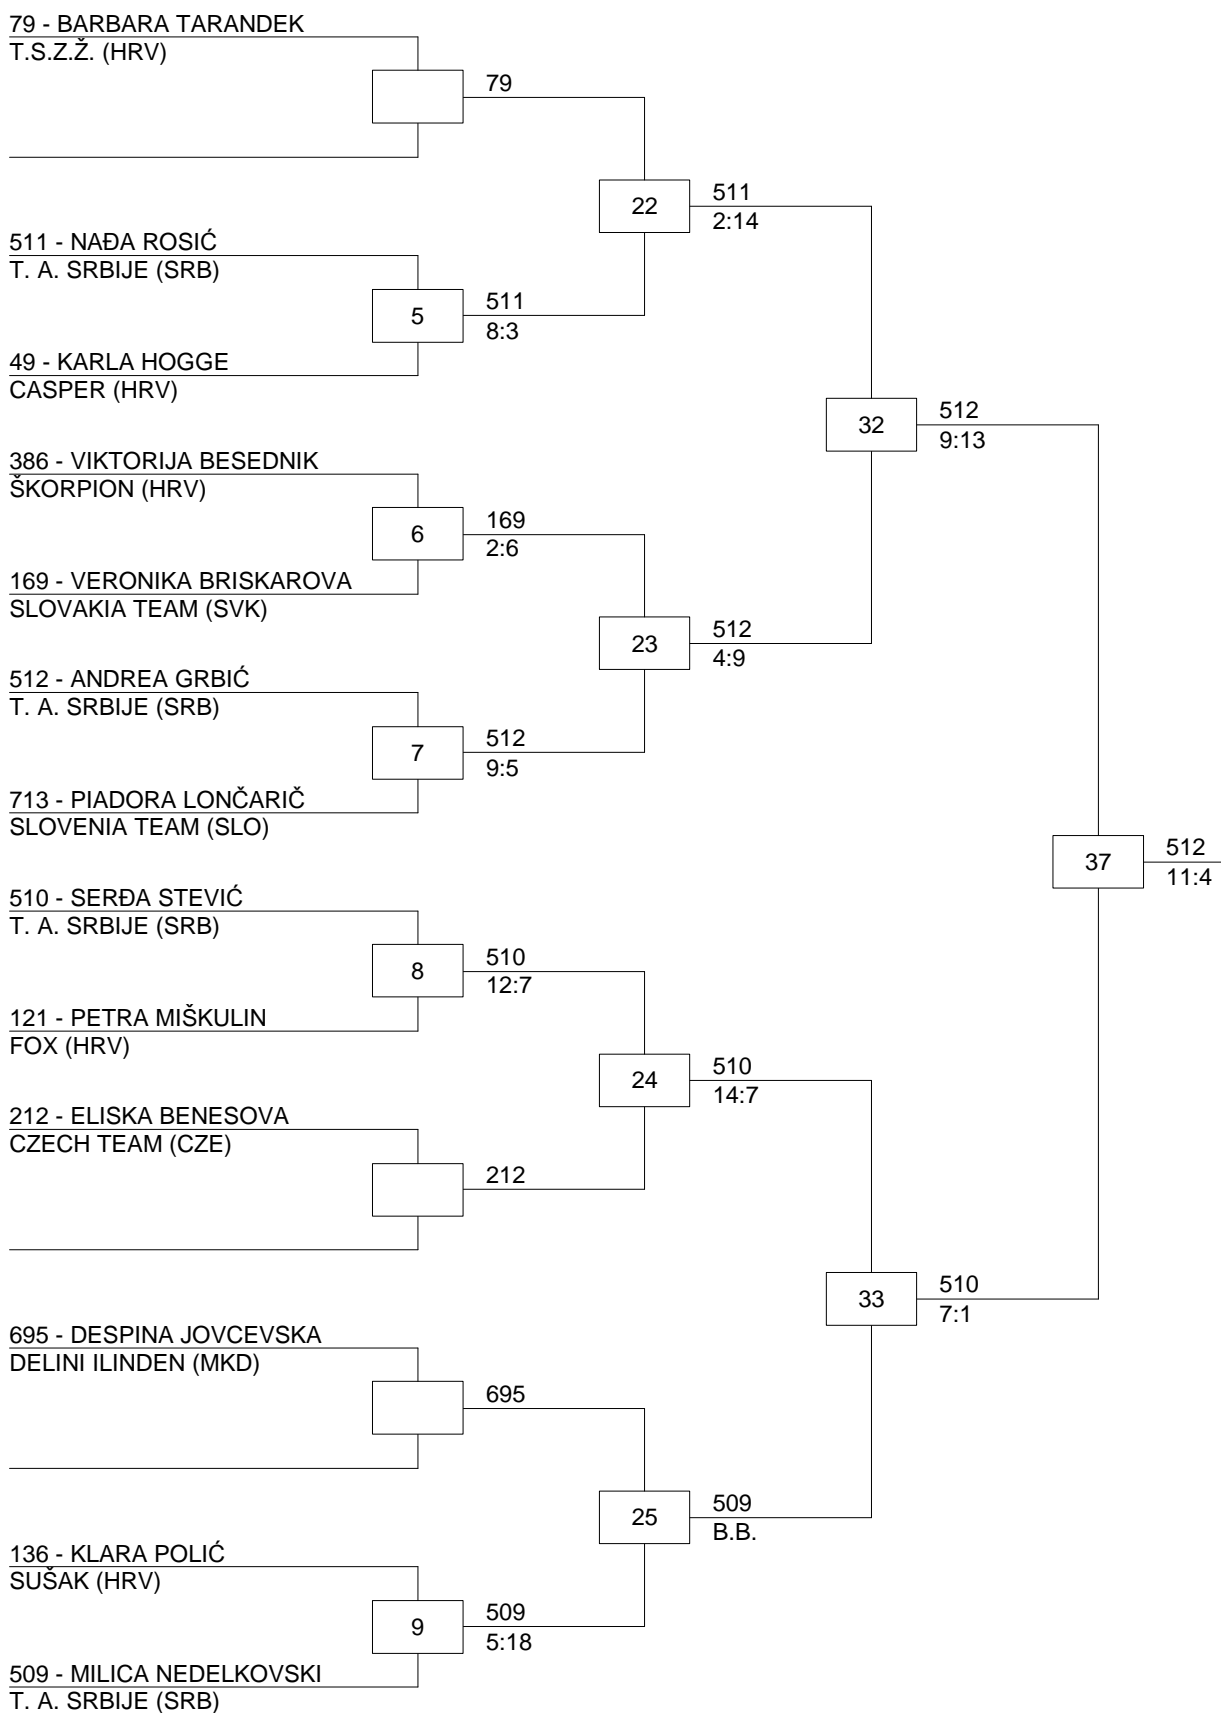 79 - BARBARA TARANDEK
T.S.Z.Ž. (HRV)
79
22
511
2:14
511 - NAĐA ROSIĆ
T. A. SRBIJE (SRB)
5
511
8:3
49 - KARLA HOGGE
CASPER (HRV)
32
512
9:13
386 - VIKTORIJA BESEDNIK
ŠKORPION (HRV)
6
169
2:6
169 - VERONIKA BRISKAROVA
SLOVAKIA TEAM (SVK)
23
512
4:9
512 - ANDREA GRBIĆ
T. A. SRBIJE (SRB)
7
512
9:5
713 - PIADORA LONČARIČ
SLOVENIA TEAM (SLO)
37
512
11:4
510 - SERĐA STEVIĆ
T. A. SRBIJE (SRB)
8
510
12:7
121 - PETRA MIŠKULIN
FOX (HRV)
24
510
14:7
212 - ELISKA BENESOVA
CZECH TEAM (CZE)
212
33
510
7:1
695 - DESPINA JOVCEVSKA
DELINI ILINDEN (MKD)
695
25
509
B.B.
136 - KLARA POLIĆ
SUŠAK (HRV)
9
509
5:18
509 - MILICA NEDELKOVSKI
T. A. SRBIJE (SRB)